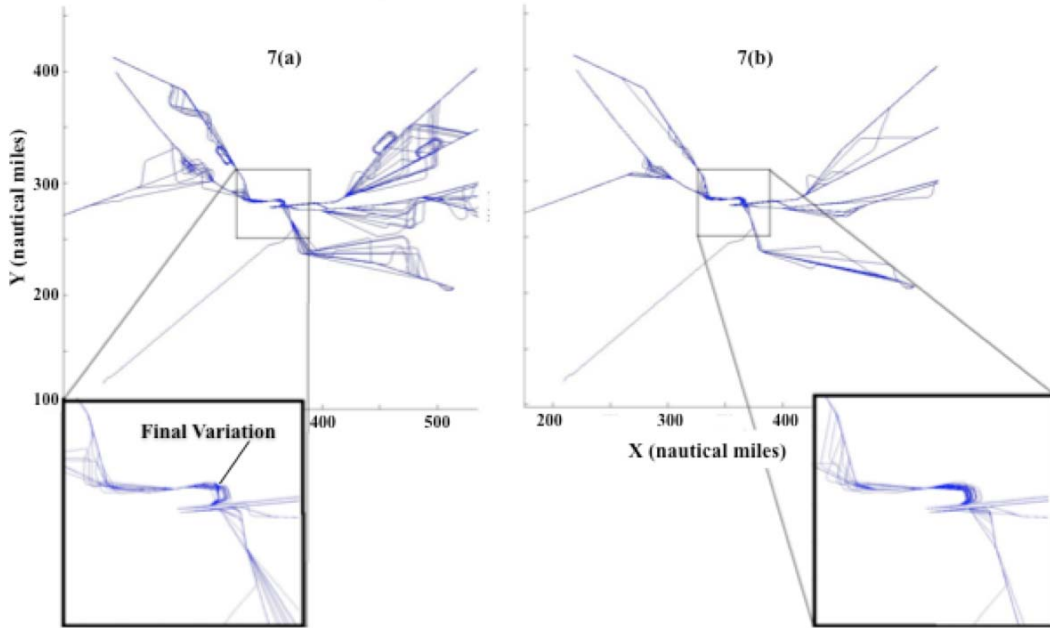 7(a)
7(b)
Y (nautical miles)
400
300
200
100
400
500
200
300
400
X (nautical miles)
Final Variation